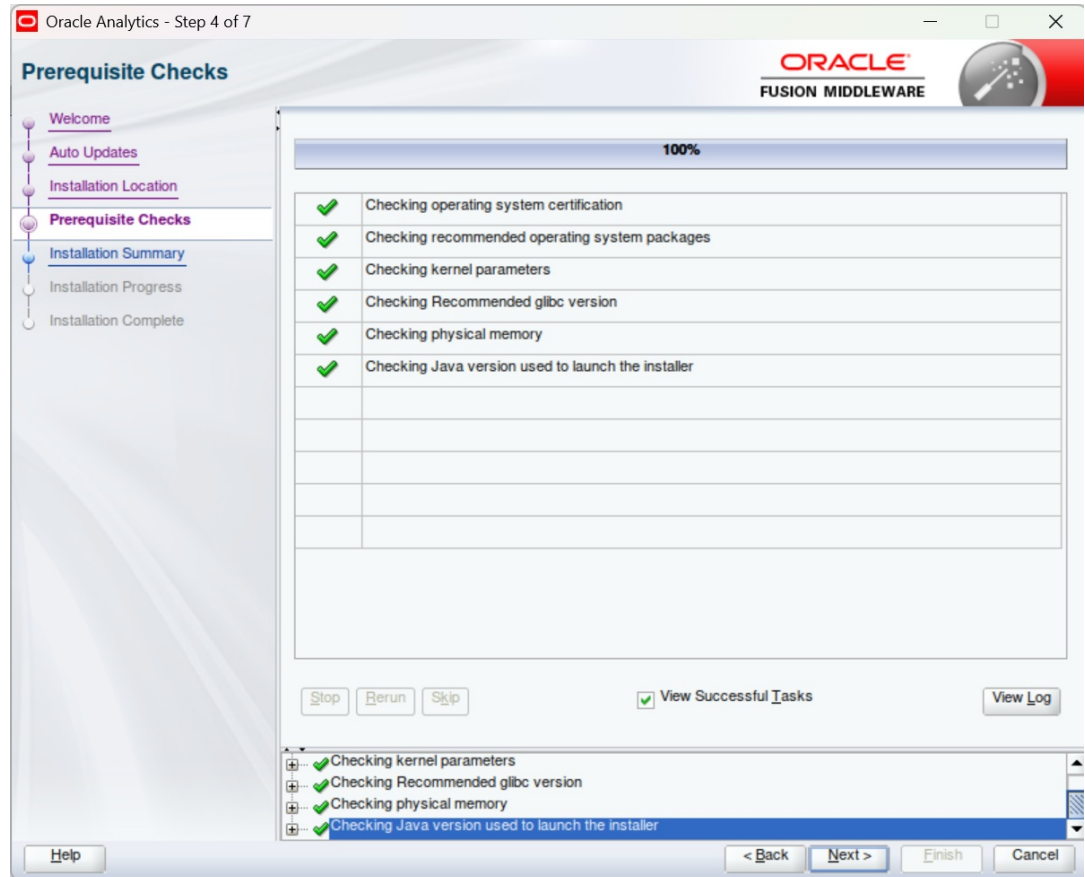 Oracle Analytics - Step 4 of 7
Prerequisite Checks
ORACLE
FUSION MIDDLEWARE
Welcome
Auto Updates
Installation Location
Prerequisite Checks
Installation Summary
Installation Progress
Installation Complete
100%
Checking operating system certification
Checking recommended operating system packages
Checking kernel parameters
Checking Recommended glibc version
Checking physical memory
Checking Java version used to launch the installer
Stop Rerun Skip View Successful Tasks View Log
Checking kernel parameters
Checking Recommended glibc version
Checking physical memory
Checking Java version used to launch the installer
Help < Back Next > Finish Cancel